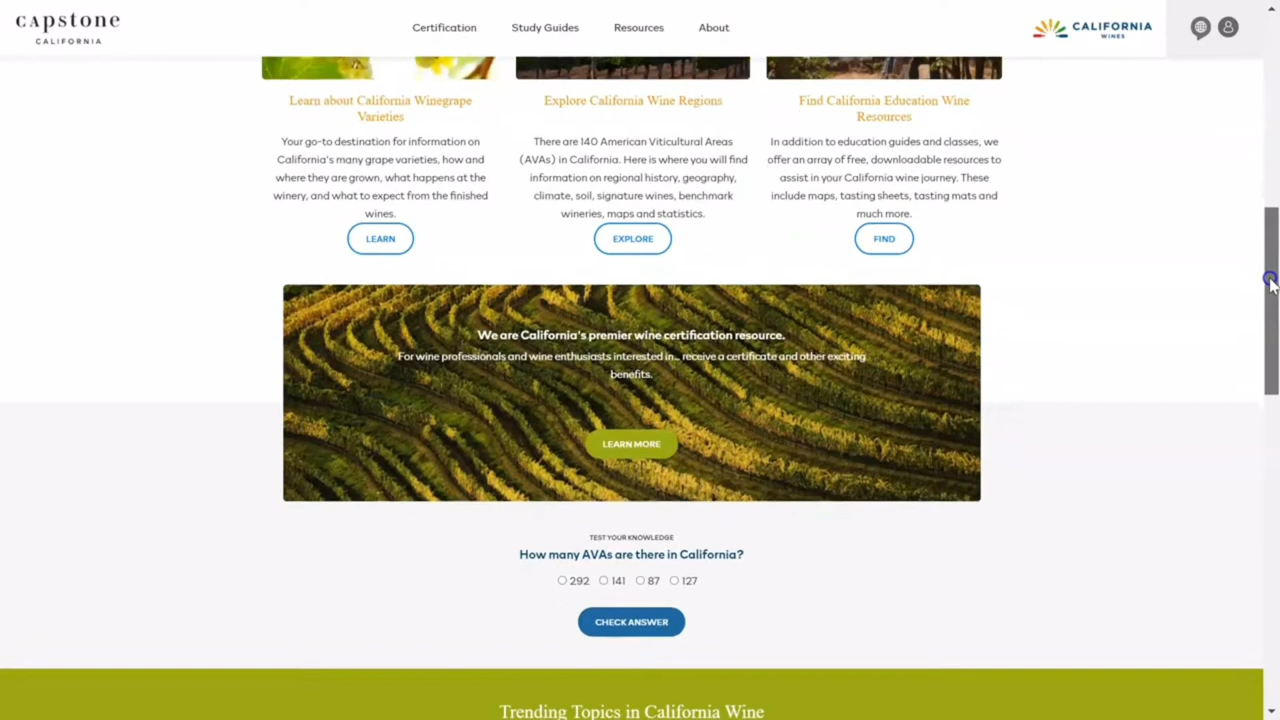 capstone
CALIFORNIA
Certification Study Guides Resources About
CALIFORNIA
WINES
Learn about California Winegrape
Varieties
Your go-to destination for information on
California's many grape varieties, how and
where they are grown, what happens at the
winery, and what to expect from the finished
wines.
LEARN
Explore California Wine Regions
There are 140 American Viticultural Areas
(AVAs) in California. Here is where you will find
information on regional history, geography,
climate, soil, signature wines, benchmark
wineries, maps and statistics.
EXPLORE
Find California Education Wine
Resources
In addition to education guides and classes, we
offer an array of free, downloadable resources to
assist in your California wine journey. These
include maps, tasting sheets, tasting mats and
much more.
FIND
We are California's premier wine certification resource.
For wine professionals and wine enthusiasts interested in... receive a certificate and other exciting
benefits.
LEARN MORE
TEST YOUR KNOWLEDGE
How many AVAs are there in California?
292 141 87 127
CHECK ANSWER
Trending Topics in California Wine